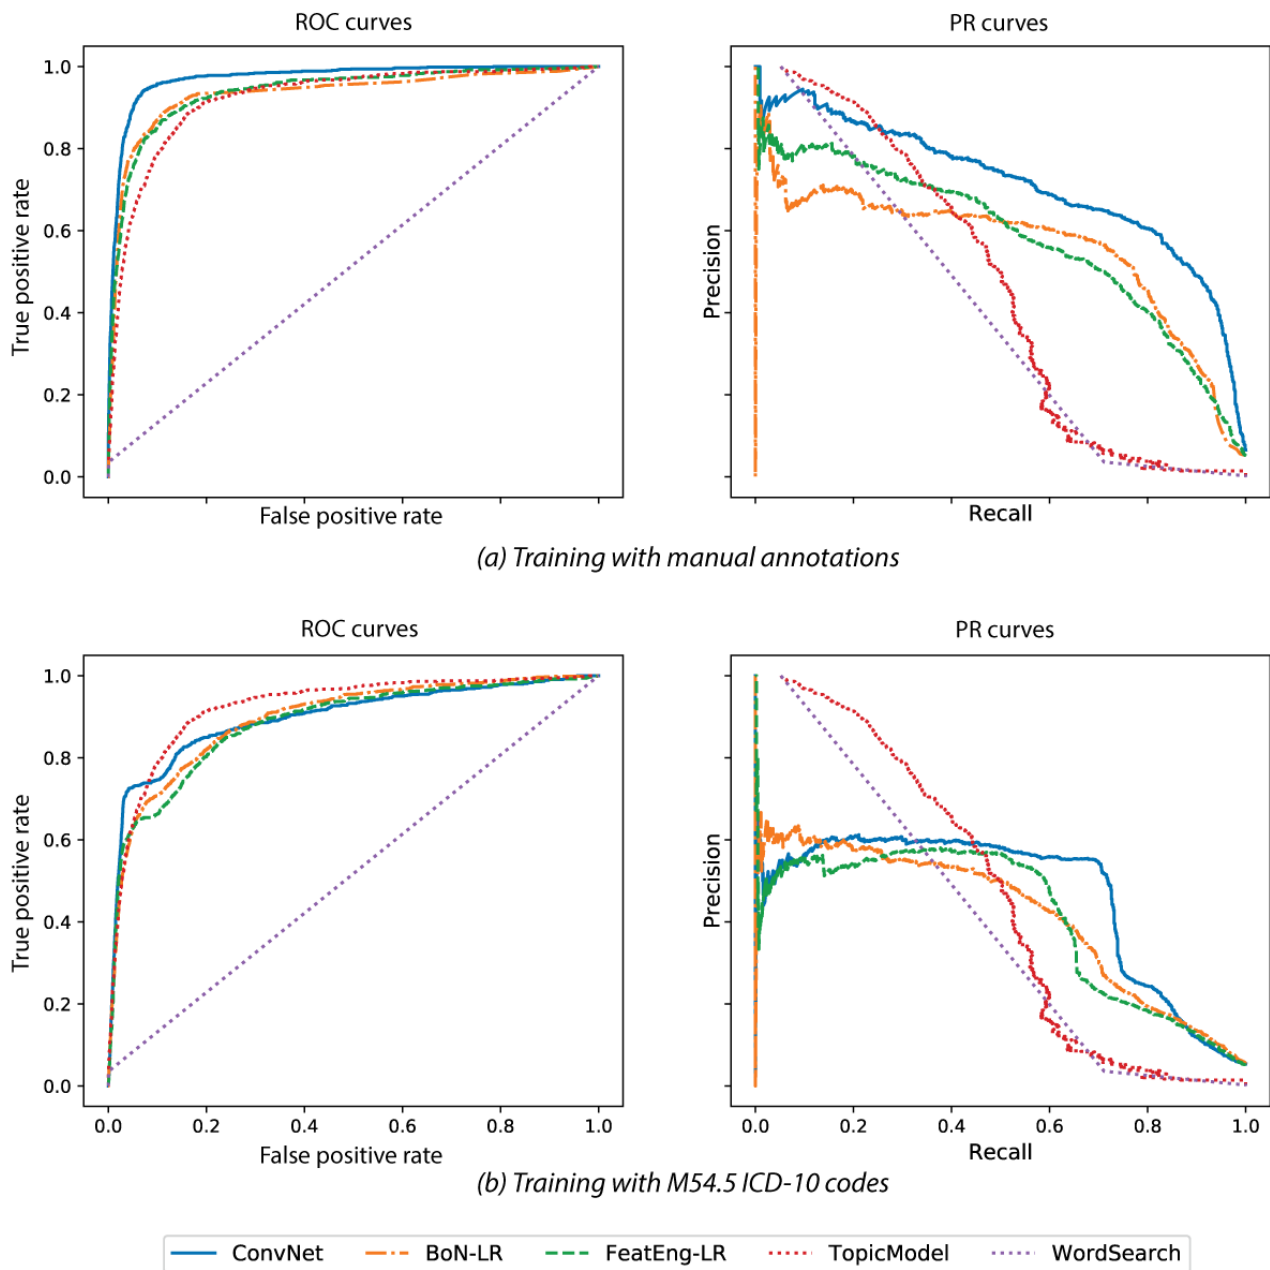 ROC curves
PR curves
1.0
0.8
0.6
0.4
0.2
0.0
True positive rate
False positive rate
Precision
Recall
(a) Training with manual annotations
ROC curves
PR curves
1.0
0.8
0.6
0.4
0.2
0.0
True positive rate
0.0 0.2 0.4 0.6 0.8 1.0
False positive rate
Precision
0.0 0.2 0.4 0.6 0.8 1.0
Recall
(b) Training with M54.5 ICD-10 codes
ConvNet BoN-LR FeatEng-LR TopicModel WordSearch